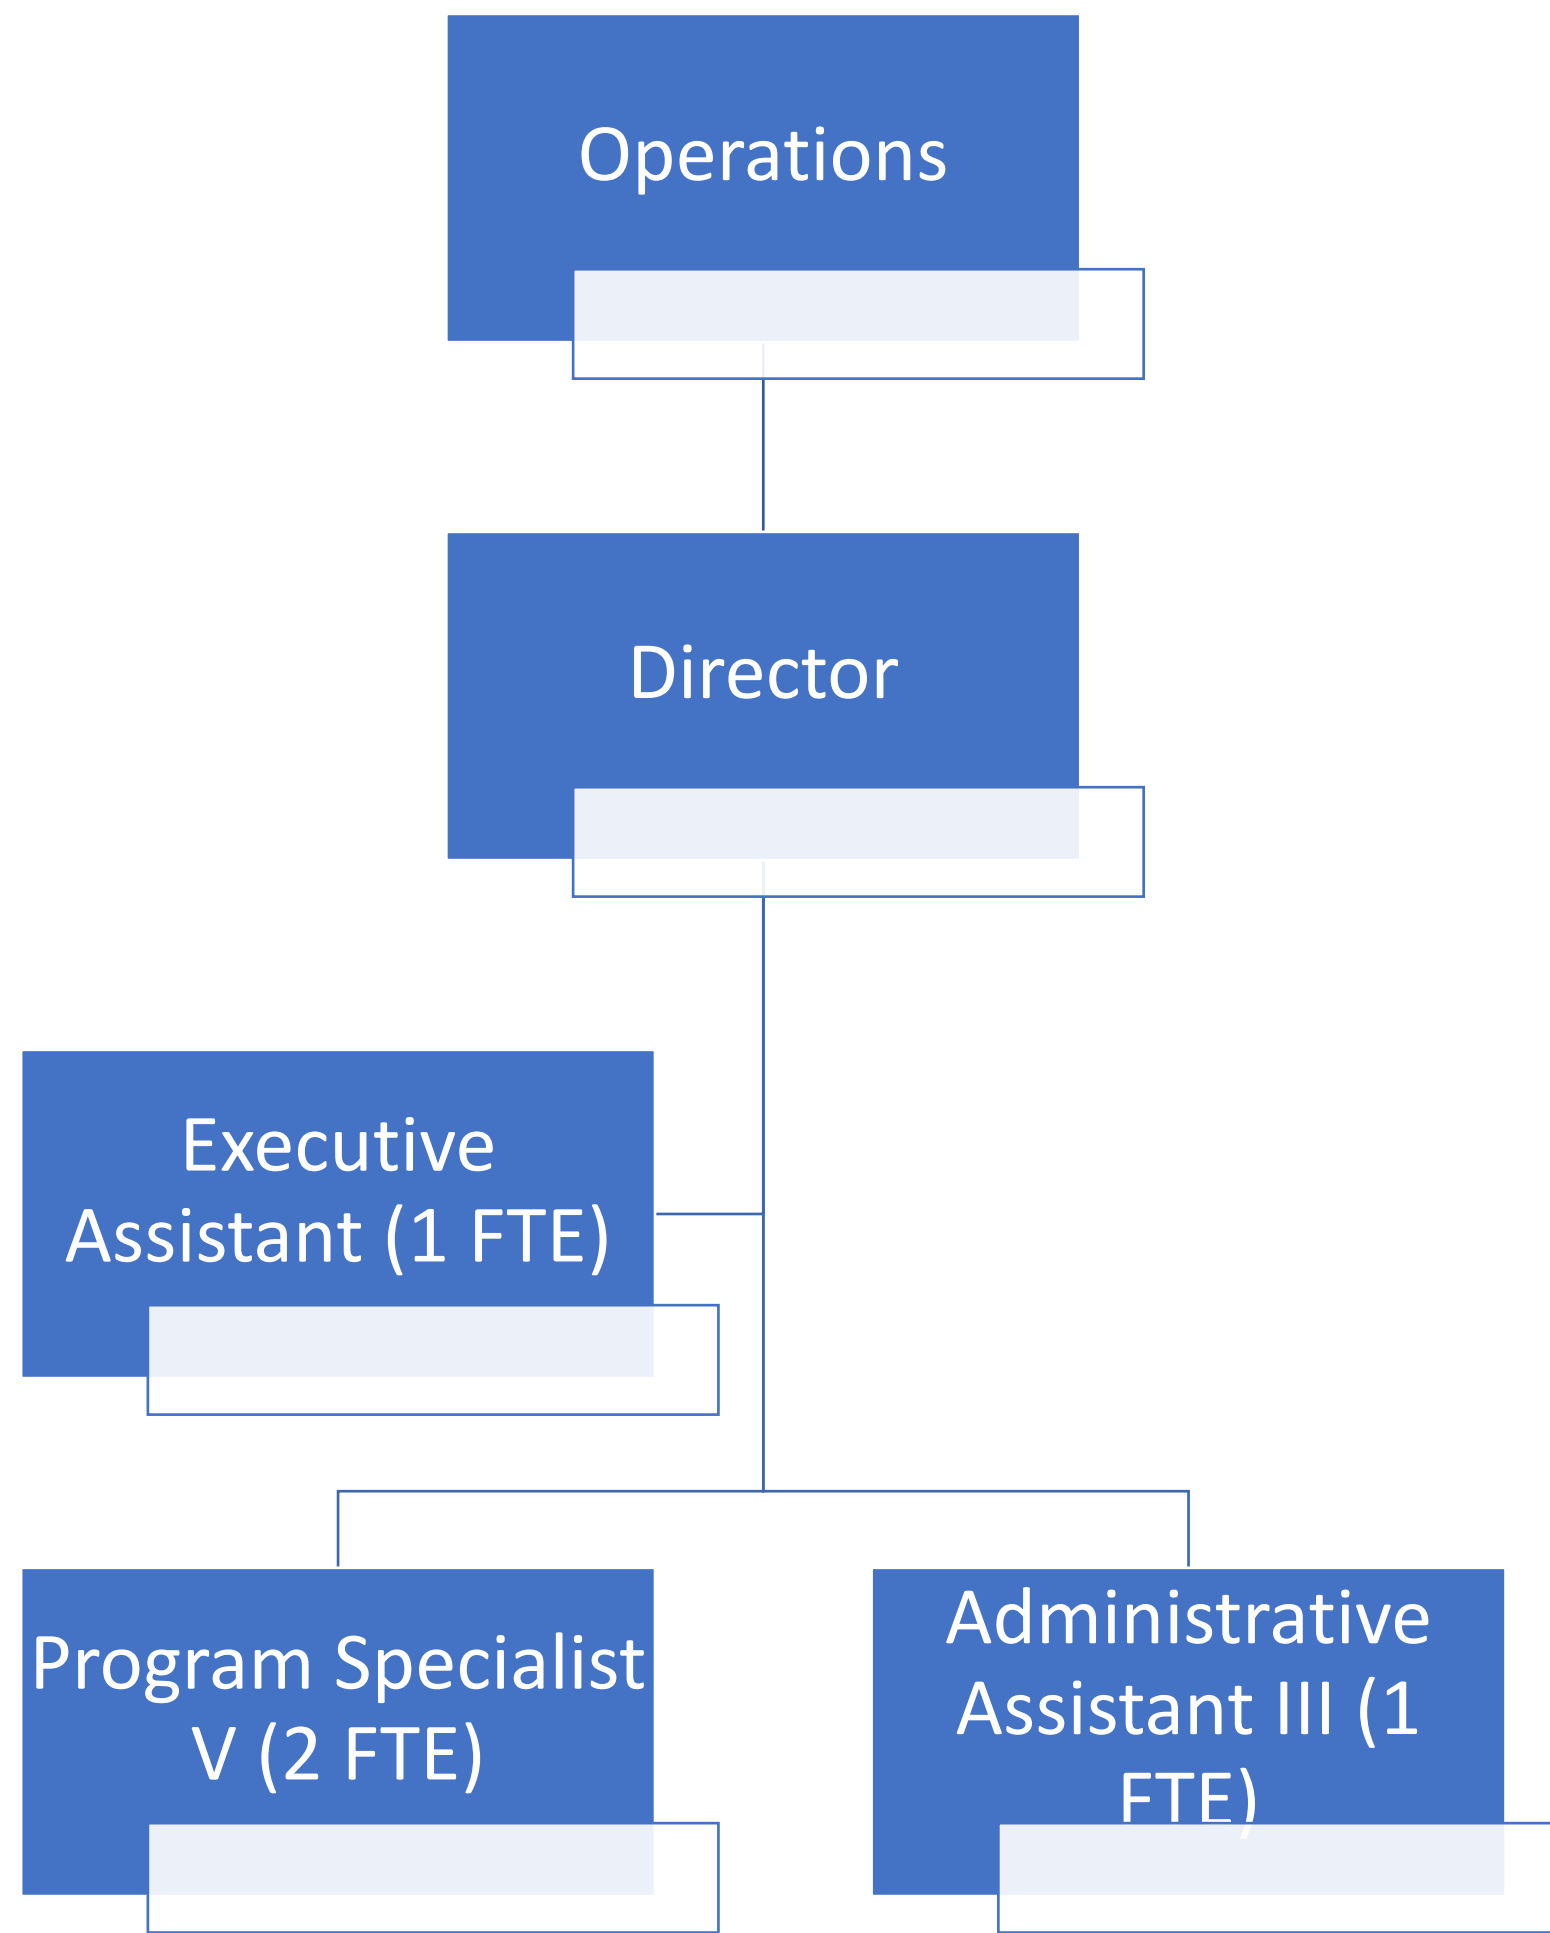 Operations
Director
Executive
Assistant (1 FTE)
Program Specialist
V (2 FTE)
Administrative
Assistant III (1
FTE)